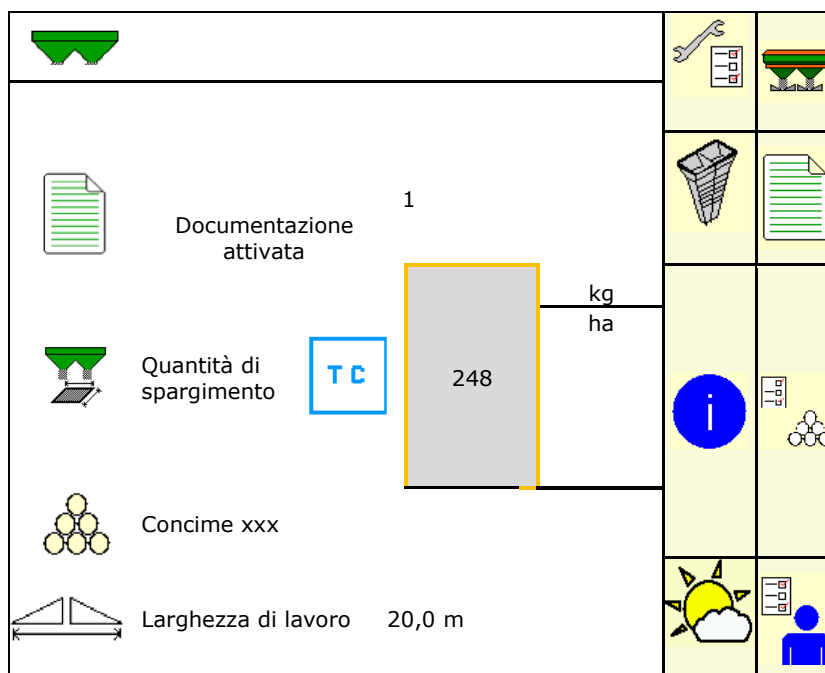 1
Documentazione
attivata
kg
ha
Quantità di
spargimento
TC
248
i
Concime xxx
Larghezza di lavoro 20,0 m